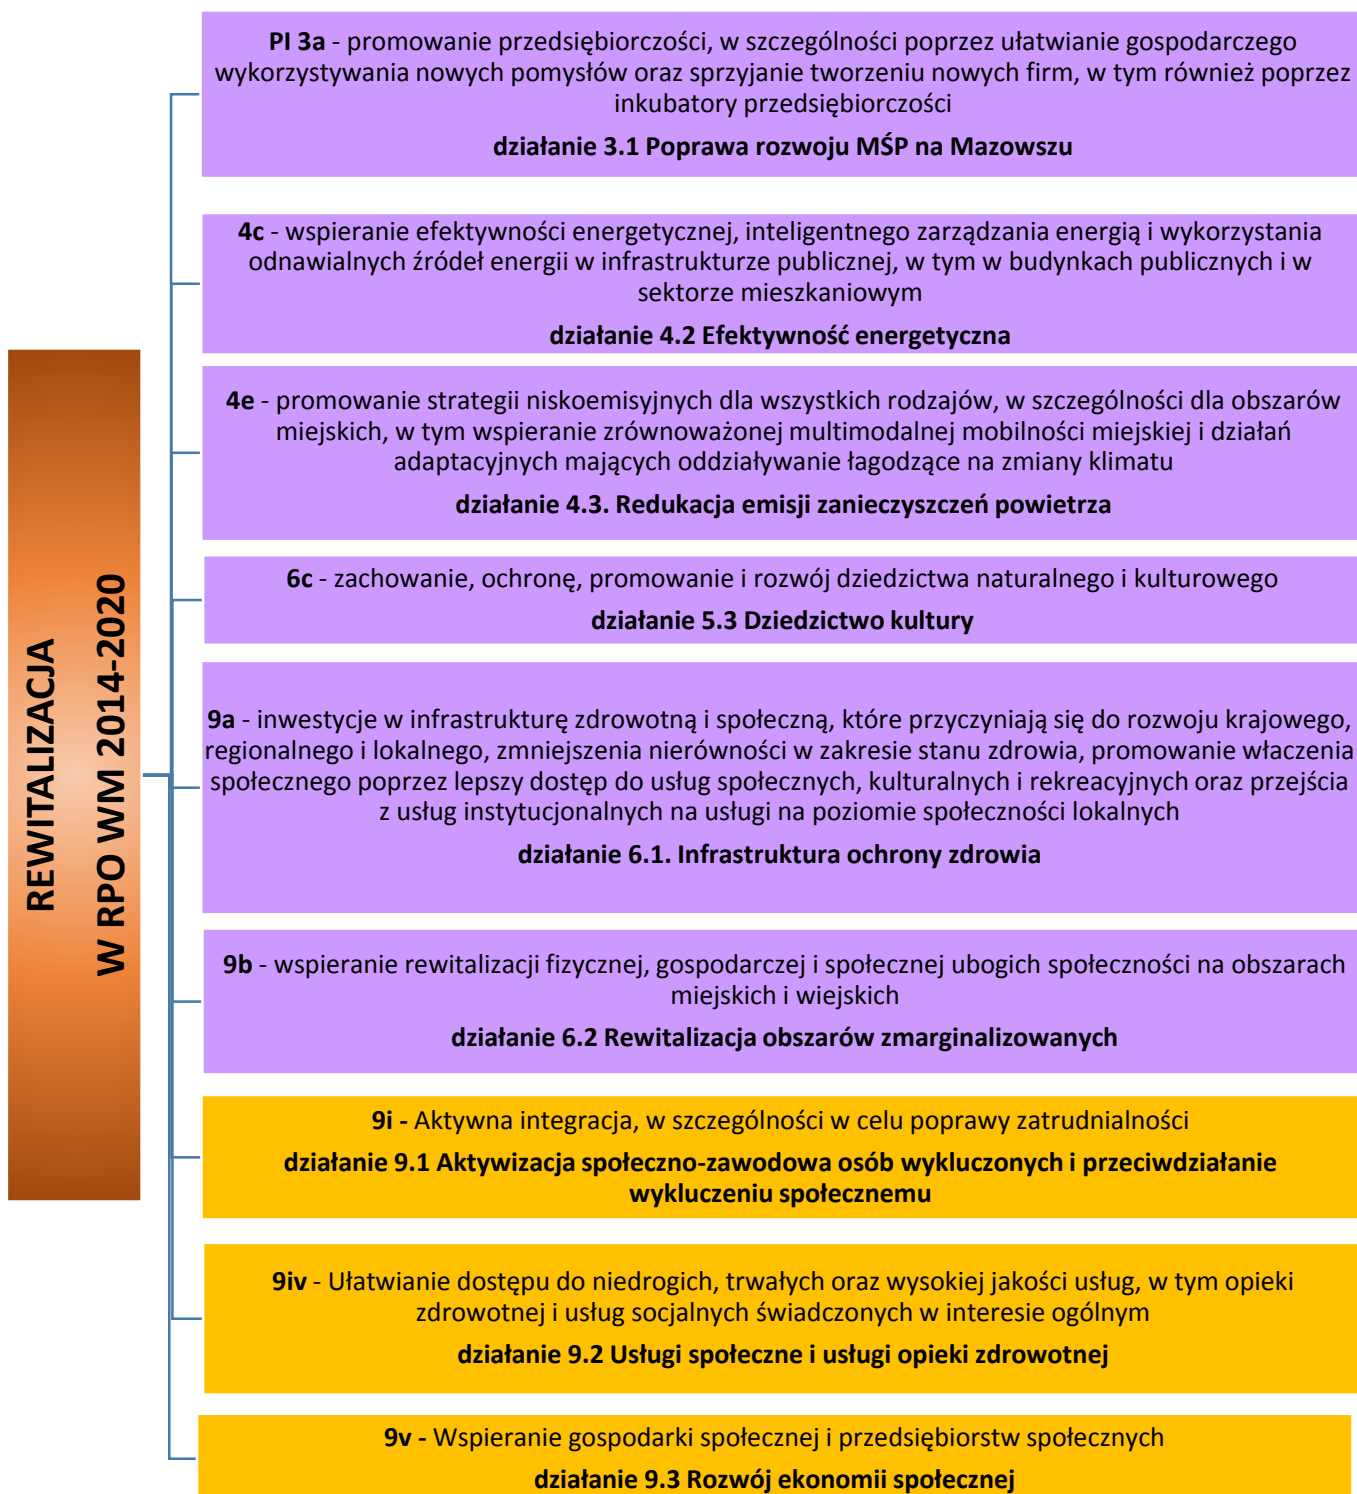 REWITALIZACJA
W RPO WM 2014-2020
PI 3a - promowanie przedsiębiorczości, w szczególności poprzez ułatwianie gospodarczego
wykorzystywania nowych pomysłów oraz sprzyjanie tworzeniu nowych firm, w tym również poprzez
inkubatory przedsiębiorczości
działanie 3.1 Poprawa rozwoju MŚP na Mazowszu
4c - wspieranie efektywności energetycznej, inteligentnego zarządzania energią i wykorzystania
odnawialnych źródeł energii w infrastrukturze publicznej, w tym w budynkach publicznych i w
sektorze mieszkaniowym
działanie 4.2 Efektywność energetyczna
4e - promowanie strategii niskoemisyjnych dla wszystkich rodzajów, w szczególności dla obszarów
miejskich, w tym wspieranie zrównoważonej multimodalnej mobilności miejskiej i działań
adaptacyjnych mających oddziaływanie łagodzące na zmiany klimatu
działanie 4.3. Redukacja emisji zanieczyszczeń powietrza
6c - zachowanie, ochronę, promowanie i rozwój dziedzictwa naturalnego i kulturowego
działanie 5.3 Dziedzictwo kultury
9a - inwestycje w infrastrukturę zdrowotną i społeczną, które przyczyniają się do rozwoju krajowego,
regionalnego i lokalnego, zmniejszenia nierówności w zakresie stanu zdrowia, promowanie właczenia
społecznego poprzez lepszy dostęp do usług społecznych, kulturalnych i rekreacyjnych oraz przejścia
z usług instytucjonalnych na usługi na poziomie społeczności lokalnych
działanie 6.1. Infrastruktura ochrony zdrowia
9b - wspieranie rewitalizacji fizycznej, gospodarczej i społecznej ubogich społeczności na obszarach
miejskich i wiejskich
działanie 6.2 Rewitalizacja obszarów zmarginalizowanych
9i - Aktywna integracja, w szczególności w celu poprawy zatrudnialności
działanie 9.1 Aktywizacja społeczno-zawodowa osób wykluczonych i przeciwdziałanie
wykluczeniu społecznemu
9iv - Ułatwianie dostępu do niedrogich, trwałych oraz wysokiej jakości usług, w tym opieki
zdrowotnej i usług socjalnych świadczonych w interesie ogólnym
działanie 9.2 Usługi społeczne i usługi opieki zdrowotnej
9v - Wspieranie gospodarki społecznej i przedsiębiorstw społecznych
działanie 9.3 Rozwój ekonomii społecznej